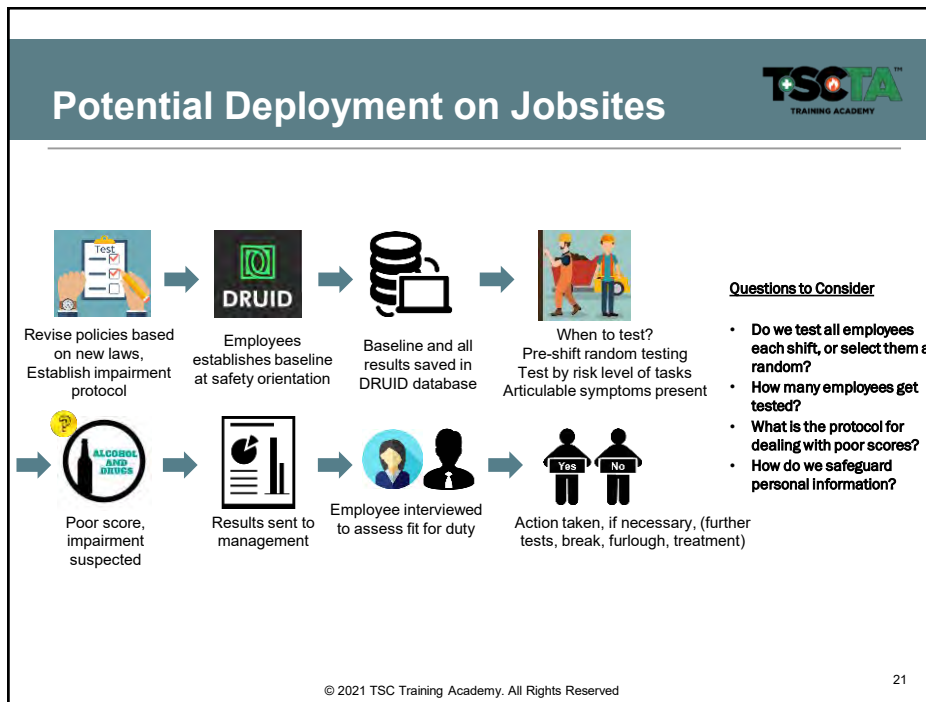 Potential Deployment on Jobsites
TSCTA™
TRAINING ACADEMY
Test
DRUID
Revise policies based
on new laws,
Establish impairment
protocol
Employees
establishes baseline
at safety orientation
Baseline and all
results saved in
DRUID database
When to test?
Pre-shift random testing
Test by risk level of tasks
Articulable symptoms present
Questions to Consider
• Do we test all employees
each shift, or select them a
random?
• How many employees get
tested?
• What is the protocol for
dealing with poor scores?
• How do we safeguard
personal information?
?
ALCOHOL
AND
DRUGS
Yes
No
Poor score,
impairment
suspected
Results sent to
management
Employee interviewed
to assess fit for duty
Action taken, if necessary, (further
tests, break, furlough, treatment)
© 2021 TSC Training Academy. All Rights Reserved
21